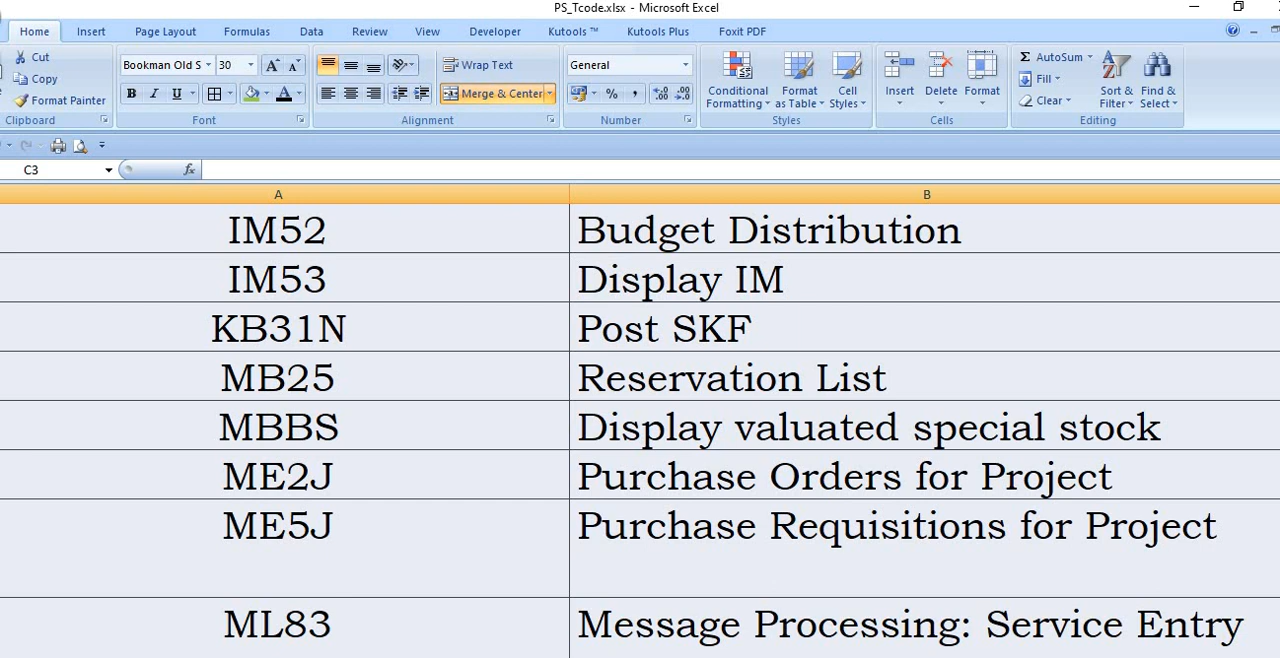 PS_Tcode.xlsx - Microsoft Excel
Home Insert Page Layout Formulas Data Review View Developer Kutools ™ Kutools Plus Foxit PDF
Cut
Copy
Format Painter
Clipboard
Bookman Old S 30 A A
B I U A
Font
Wrap Text
Merge & Center
Alignment
General
% , .0 .00 .00 .0
Number
Conditional Formatting
Format as Table
Cell Styles
Styles
Insert Delete Format
Cells
Σ AutoSum
Fill
Clear
Sort & Filter
Find & Select
Editing
C3 fx
A B
IM52 Budget Distribution
IM53 Display IM
KB31N Post SKF
MB25 Reservation List
MBBS Display valuated special stock
ME2J Purchase Orders for Project
ME5J Purchase Requisitions for Project
ML83 Message Processing: Service Entry